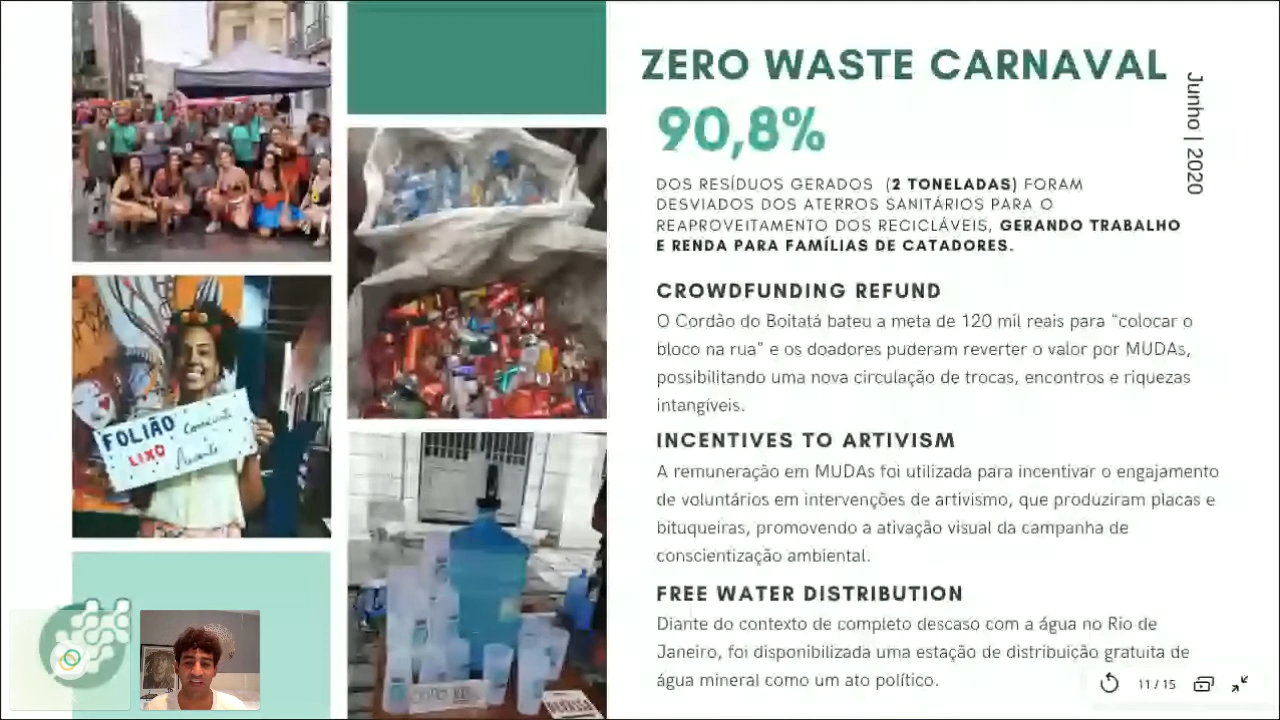 ZERO WASTE CARNAVAL
Junho | 2020
90,8%
DOS RESÍDUOS GERADOS (2 TONELADAS) FORAM
DESVIADOS DOS ATERROS SANITÁRIOS PARA O
REAPROVEITAMENTO DOS RECICLÁVEIS, GERANDO TRABALHO
E RENDA PARA FAMÍLIAS DE CATADORES.
CROWDFUNDING REFUND
O Cordão do Boitatá bateu a meta de 120 mil reais para "colocar o
bloco na rua" e os doadores puderam reverter o valor por MUDAs,
possibilitando uma nova circulação de trocas, encontros e riquezas
intangíveis.
INCENTIVES TO ARTIVISM
A remuneração em MUDAs foi utilizada para incentivar o engajamento
de voluntários em intervenções de artivismo, que produziram placas e
bituqueiras, promovendo a ativação visual da campanha de
conscientização ambiental.
FREE WATER DISTRIBUTION
Diante do contexto de completo descaso com a água no Rio de
Janeiro, foi disponibilizada uma estação de distribuição gratuita de
água mineral como um ato político.
FOLIÃO Consciente
LIXO
11 / 15